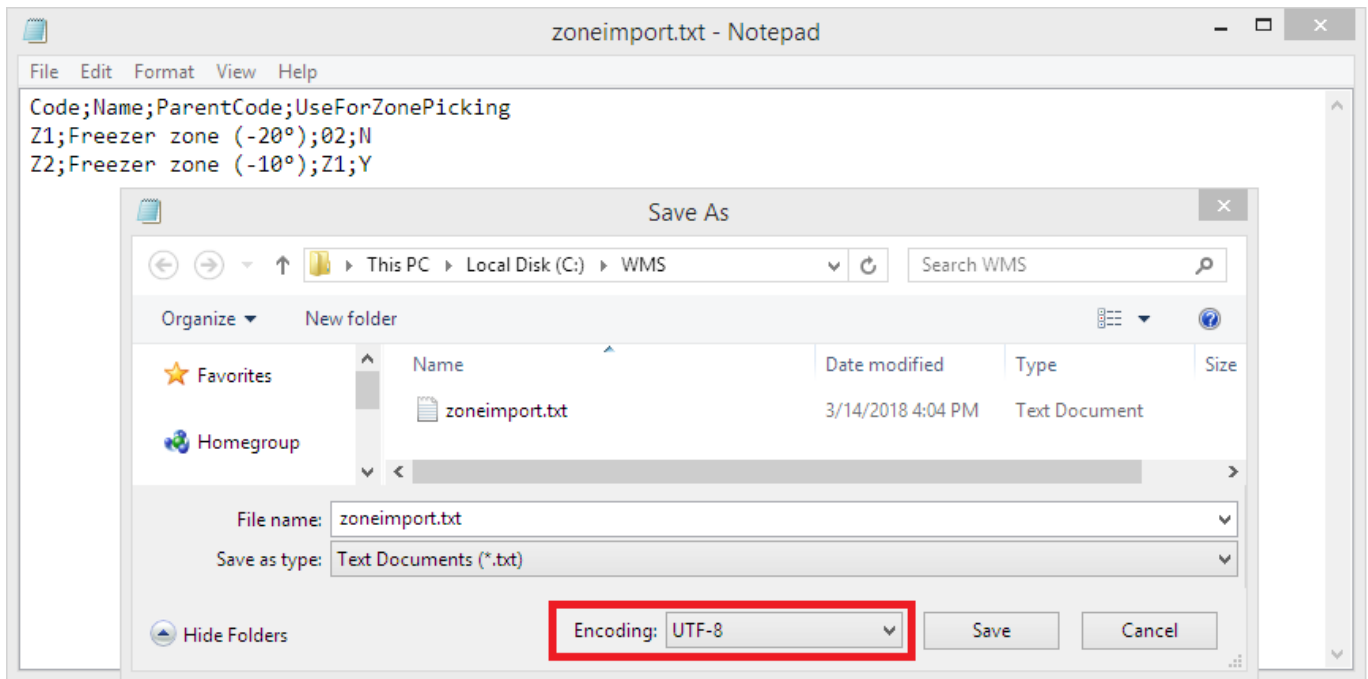 zoneimport.txt - Notepad
File Edit Format View Help
Code;Name;ParentCode;UseForZonePicking
Z1;Freezer zone (-20º);02;N
Z2;Freezer zone (-10º);Z1;Y
Save As
This PC Local Disk (C:) WMS Search WMS
Organize New folder
Favorites Name Date modified Type Size
zoneimport.txt 3/14/2018 4:04 PM Text Document
Homegroup
File name: zoneimport.txt
Save as type: Text Documents (*.txt)
Hide Folders Encoding: UTF-8 Save Cancel